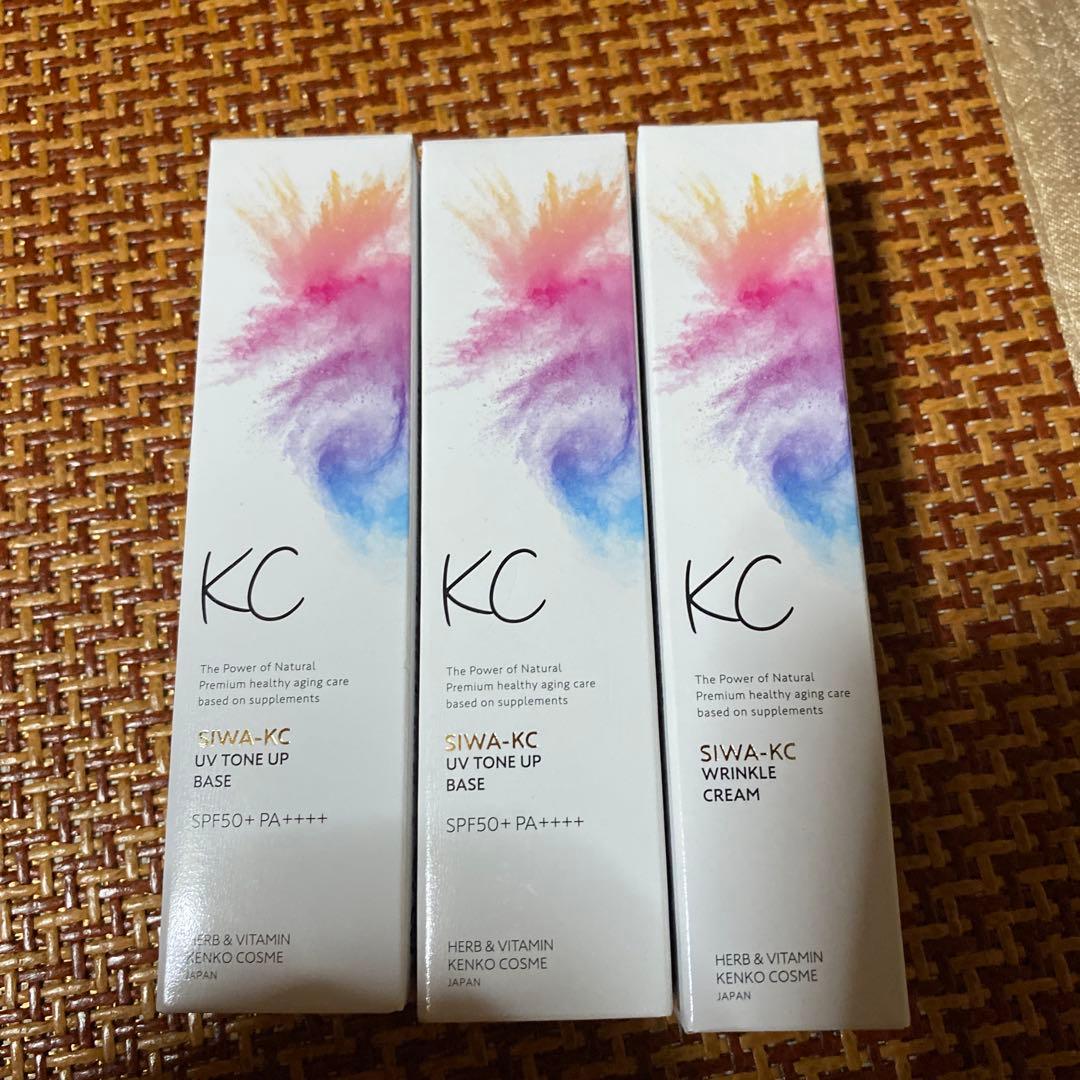 KC
The Power of Natural
Premium healthy aging care
based on supplements
SIWA-KC
UV TONE UP
BASE
SPF50+ PA++++
HERB & VITAMIN
KENKO COSME
JAPAN
KC
The Power of Natural
Premium healthy aging care
based on supplements
SIWA-KC
UV TONE UP
BASE
SPF50+ PA++++
HERB & VITAMIN
KENKO COSME
JAPAN
KC
The Power of Natural
Premium healthy aging care
based on supplements
SIWA-KC
WRINKLE
CREAM
HERB & VITAMIN
KENKO COSME
JAPAN